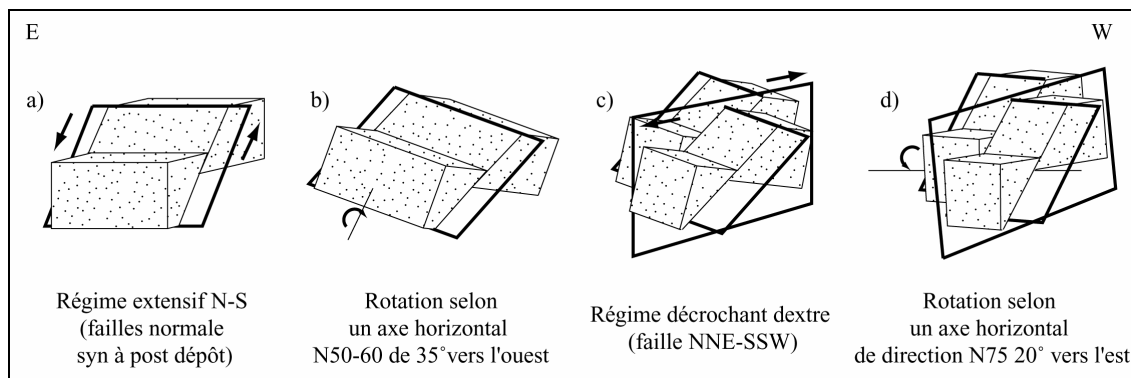 E
W
a)
b)
c)
d)
Régime extensif N-S
(failles normale
syn à post dépôt)
Rotation selon
un axe horizontal
N50-60 de 35°vers l'ouest
Régime décrochant dextre
(faille NNE-SSW)
Rotation selon
un axe horizontal
de direction N75 20° vers l'est